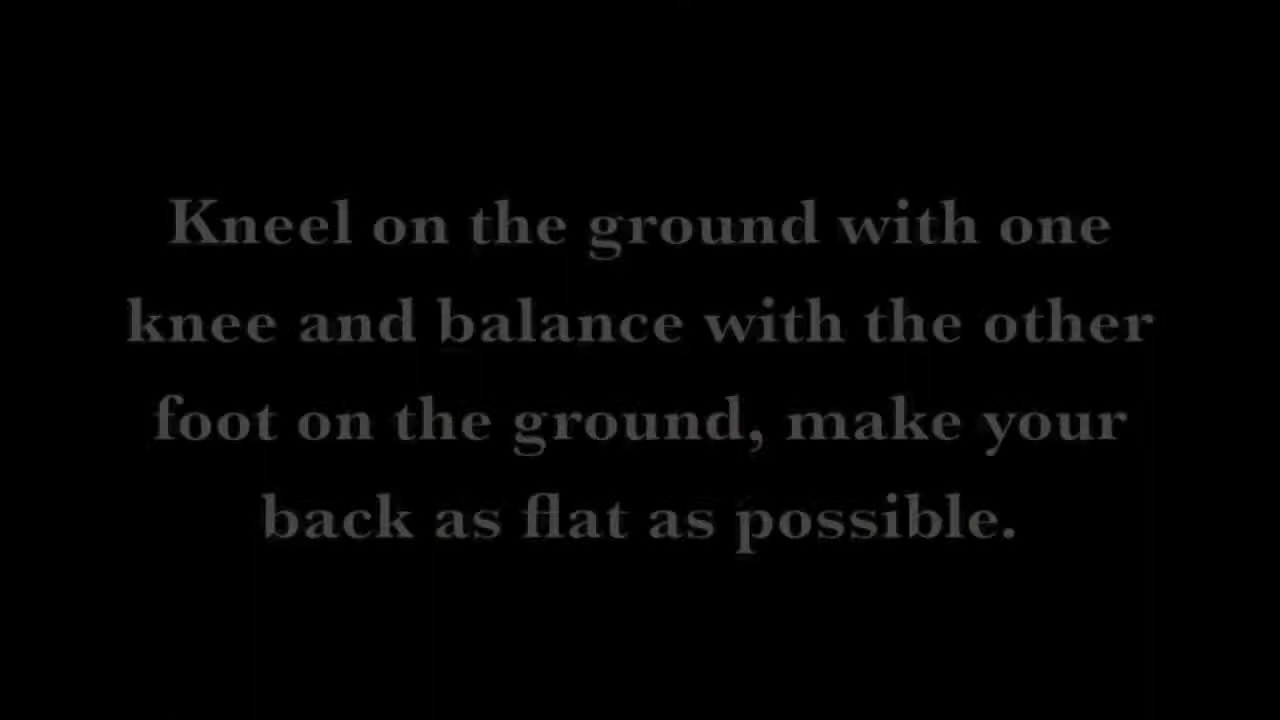 Kneel on the ground with one
knee and balance with the other
foot on the ground, make your
back as flat as possible.